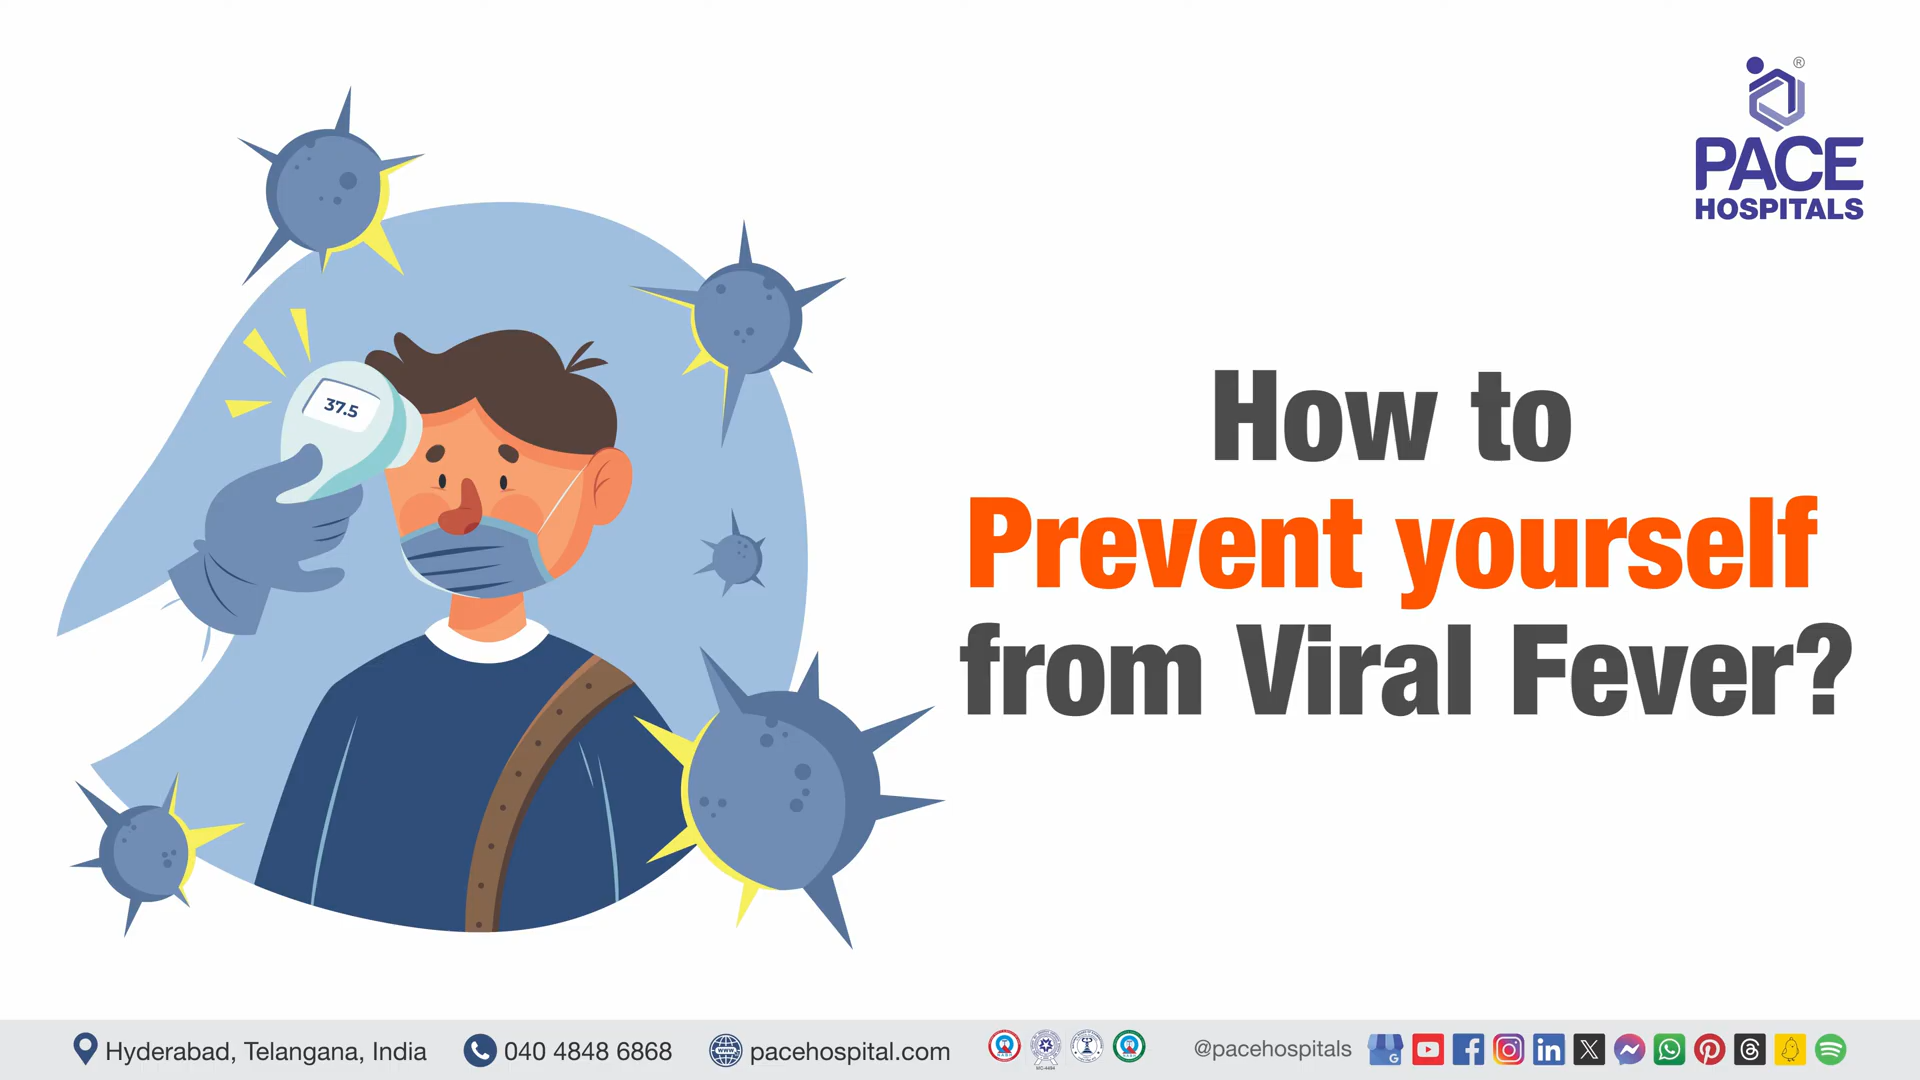 ®
PACE
HOSPITALS
37.5
How to
Prevent yourself
from Viral Fever?
Hyderabad, Telangana, India
040 4848 6868
www
pacehospital.com
@pacehospitals